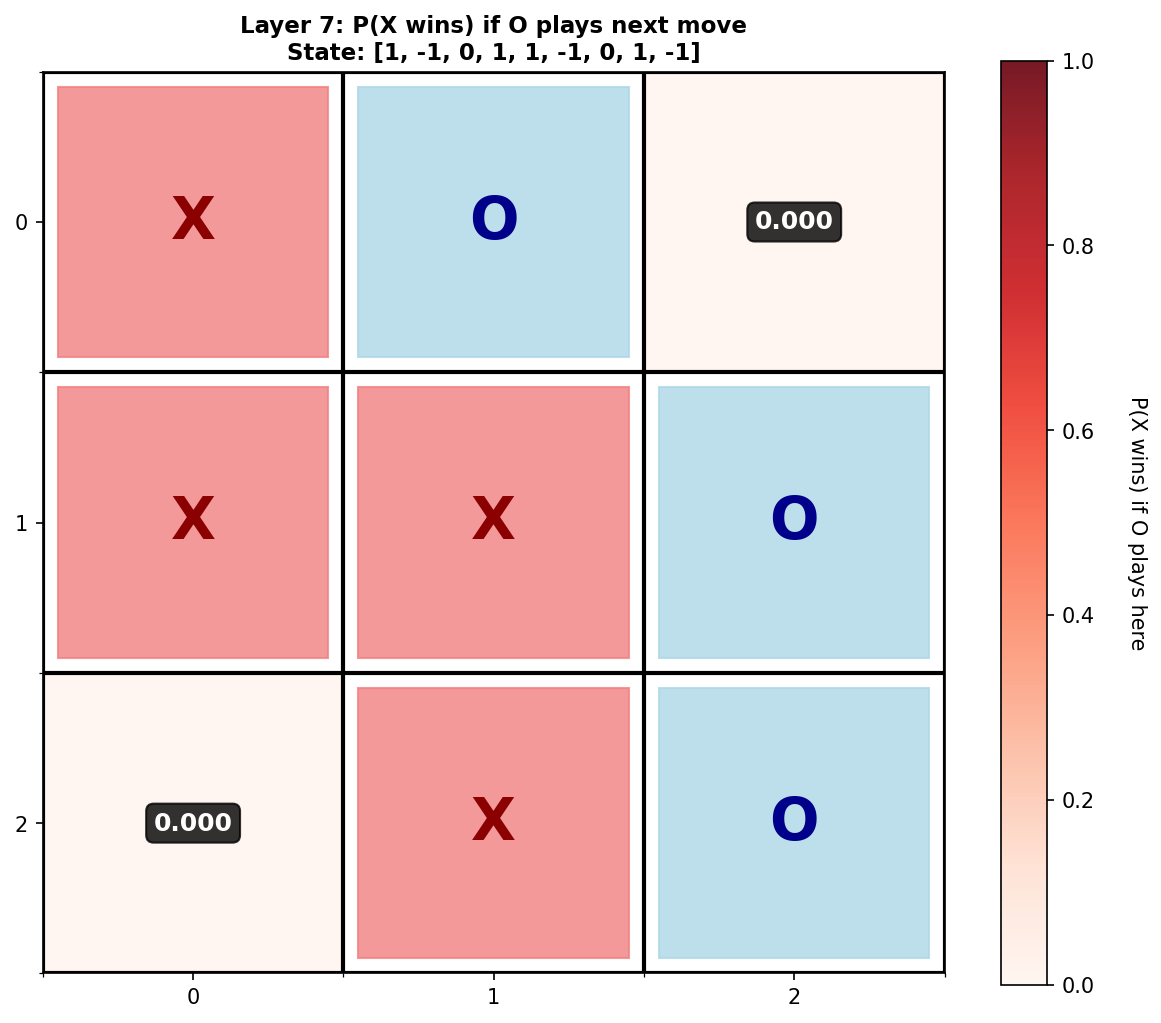 Layer 7: P(X wins) if O plays next move
State: [1, -1, 0, 1, 1, -1, 0, 1, -1]
X
O
0.000
X
X
O
0.000
X
O
0
1
2
0
1
2
1.0
0.8
0.6
0.4
0.2
0.0
P(X wins) if O plays here